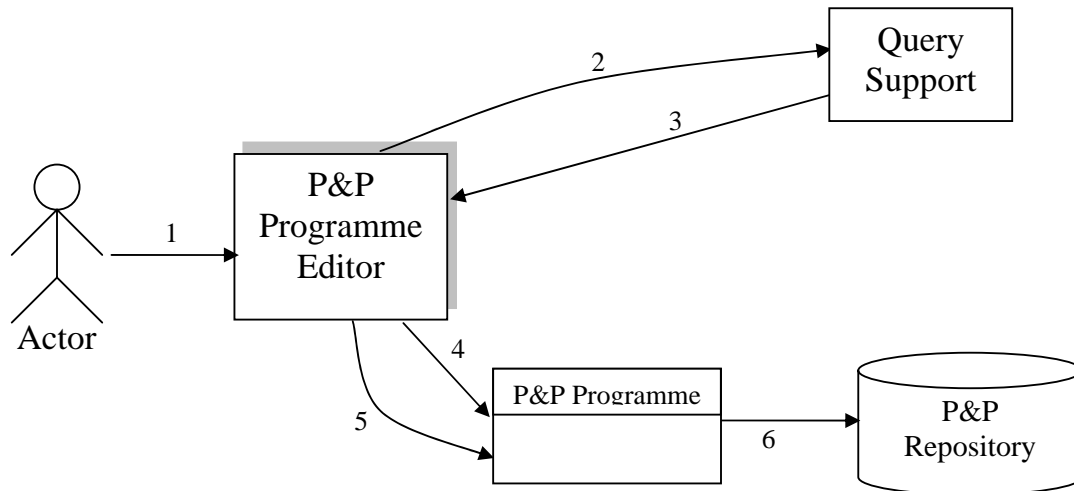 Query
Support
2
3
P&P
Programme
Editor
1
Actor
4
5
P&P Programme
6
P&P
Repository